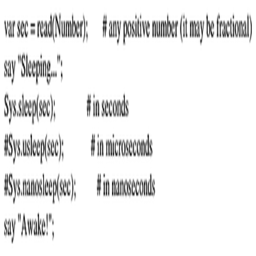 var sec = read(Number);    # any positive number (it may be fractional)
say "Sleeping...";
Sys.sleep(sec);    # in seconds
#Sys.usleep(sec);    # in microseconds
#Sys.nanosleep(sec);    # in nanoseconds
say "Awake!";